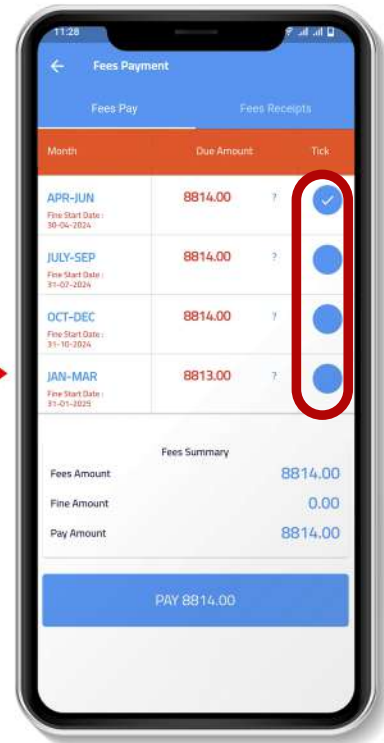 11:28
← Fees Payment
Fees Pay Fees Receipts
Month Due Amount Tick
APR-JUN 8814.00 ?
Fine Start Date :
30-04-2024
JULY-SEP 8814.00 ?
Fine Start Date :
31-07-2024
OCT-DEC 8814.00 ?
Fine Start Date :
31-10-2024
JAN-MAR 8813.00 ?
Fine Start Date :
31-01-2025
Fees Summary
Fees Amount 8814.00
Fine Amount 0.00
Pay Amount 8814.00
PAY 8814.00